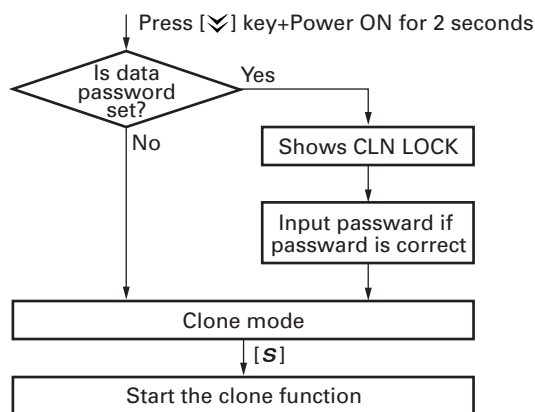 Press [⮟] key+Power ON for 2 seconds
Is data
password
set?
Yes
No
Shows CLN LOCK
Input passward if
passward is correct
Clone mode
[S]
Start the clone function